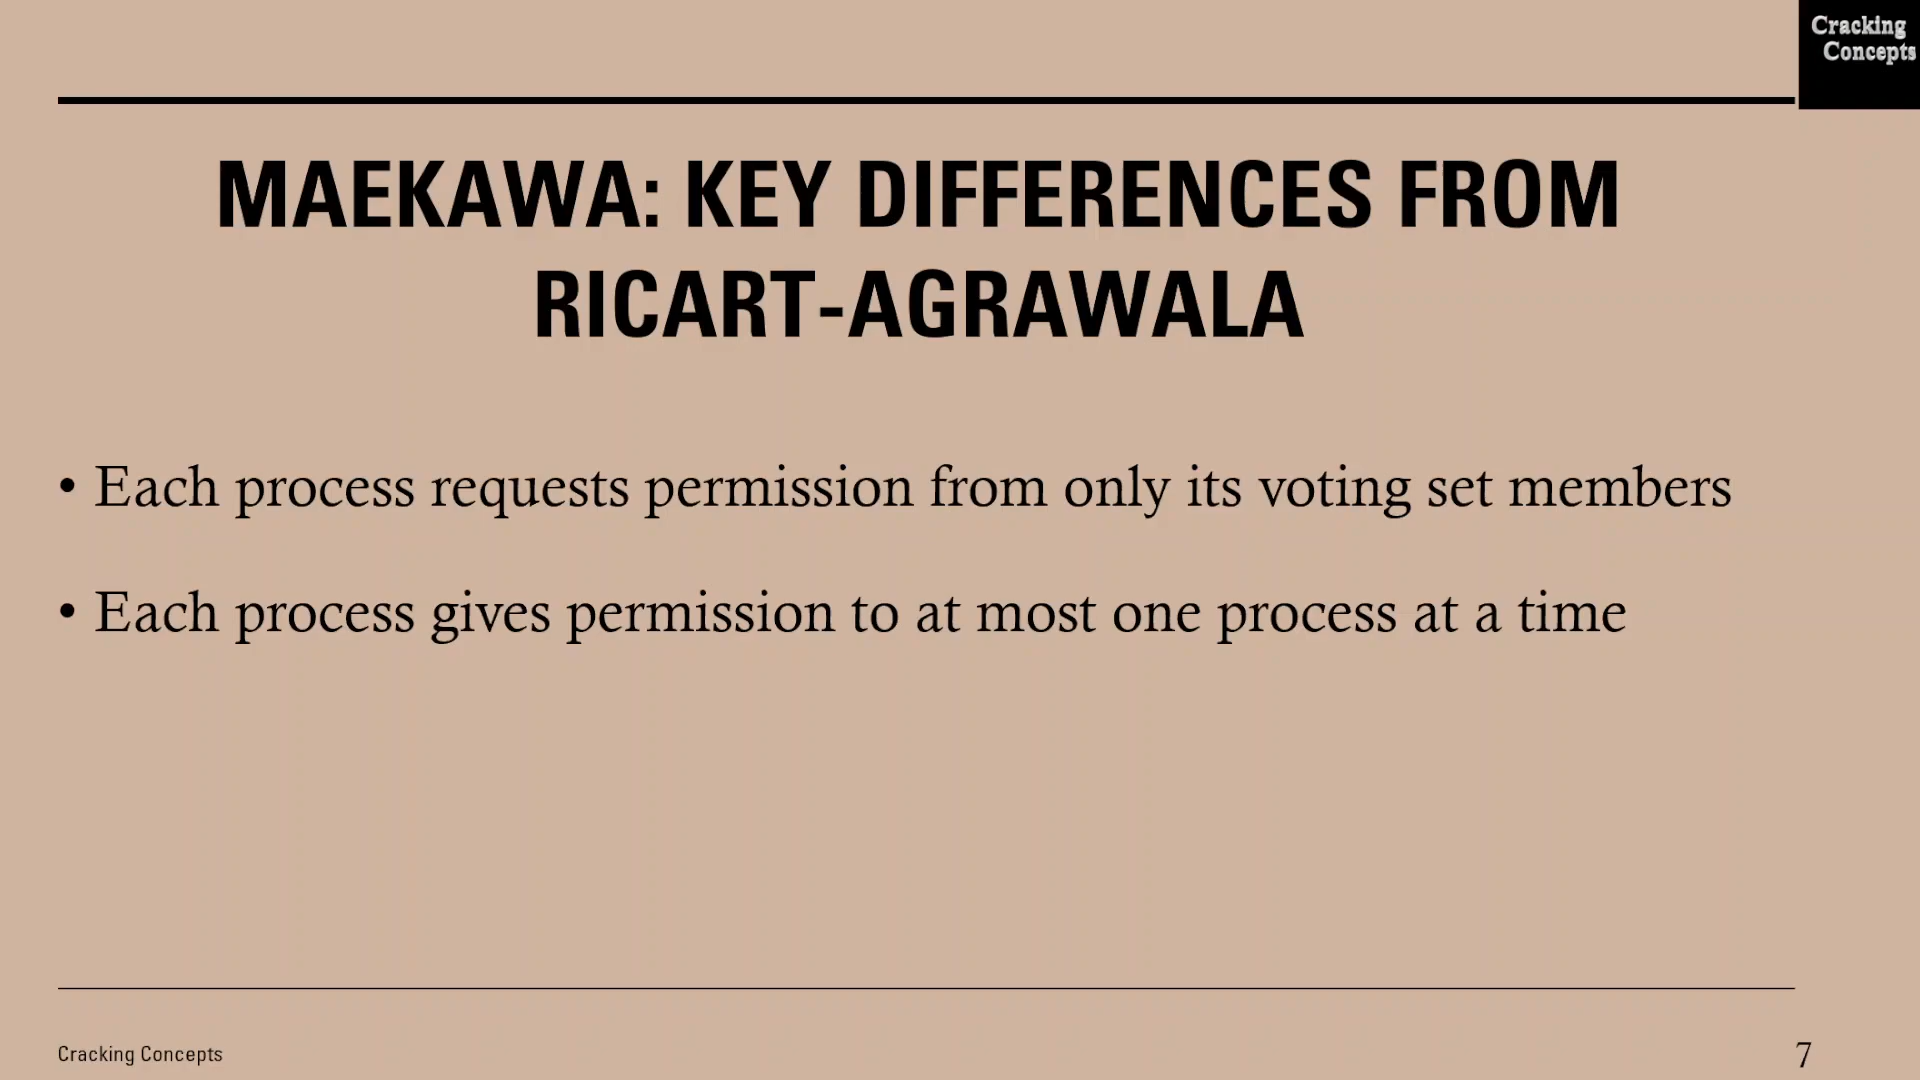 Cracking
Concepts
MAEKAWA: KEY DIFFERENCES FROM
RICART-AGRAWALA
• Each process requests permission from only its voting set members
• Each process gives permission to at most one process at a time
Cracking Concepts
7